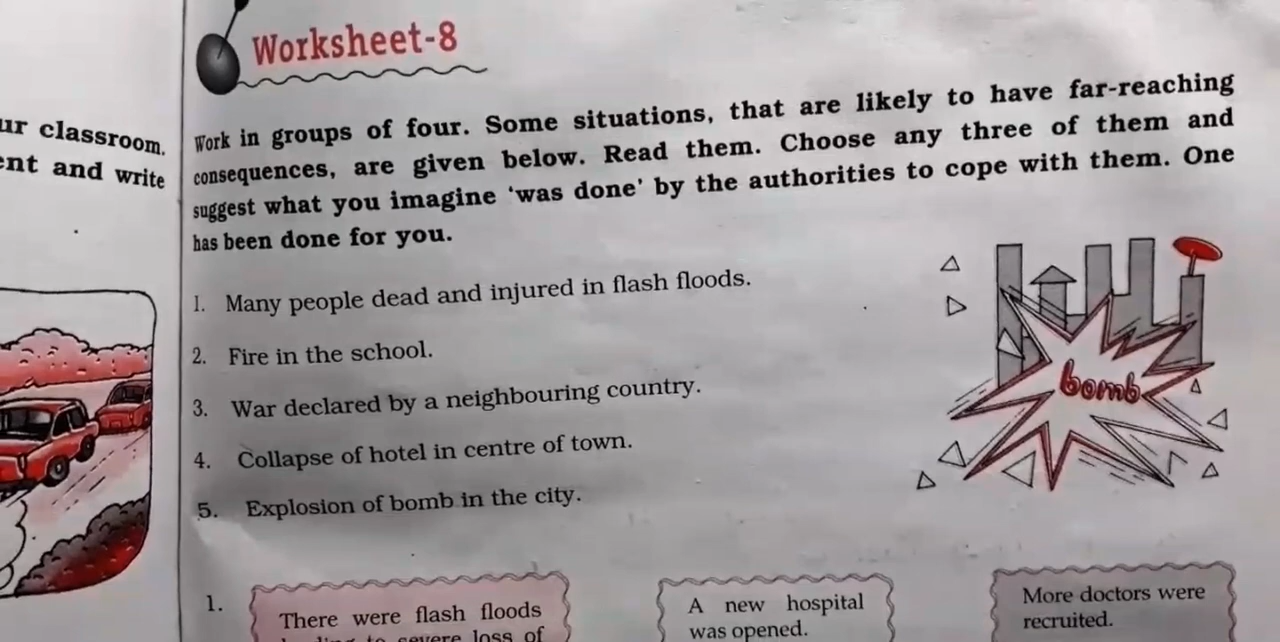 ur classroom.
ent and write
Worksheet-8
Work in groups of four. Some situations, that are likely to have far-reaching
consequences, are given below. Read them. Choose any three of them and
suggest what you imagine ‘was done’ by the authorities to cope with them. One
has been done for you.
1. Many people dead and injured in flash floods.
2. Fire in the school.
3. War declared by a neighbouring country.
4. Collapse of hotel in centre of town.
5. Explosion of bomb in the city.
bomb
1.
There were flash floods
to severe loss of
A new hospital
was opened.
More doctors were
recruited.